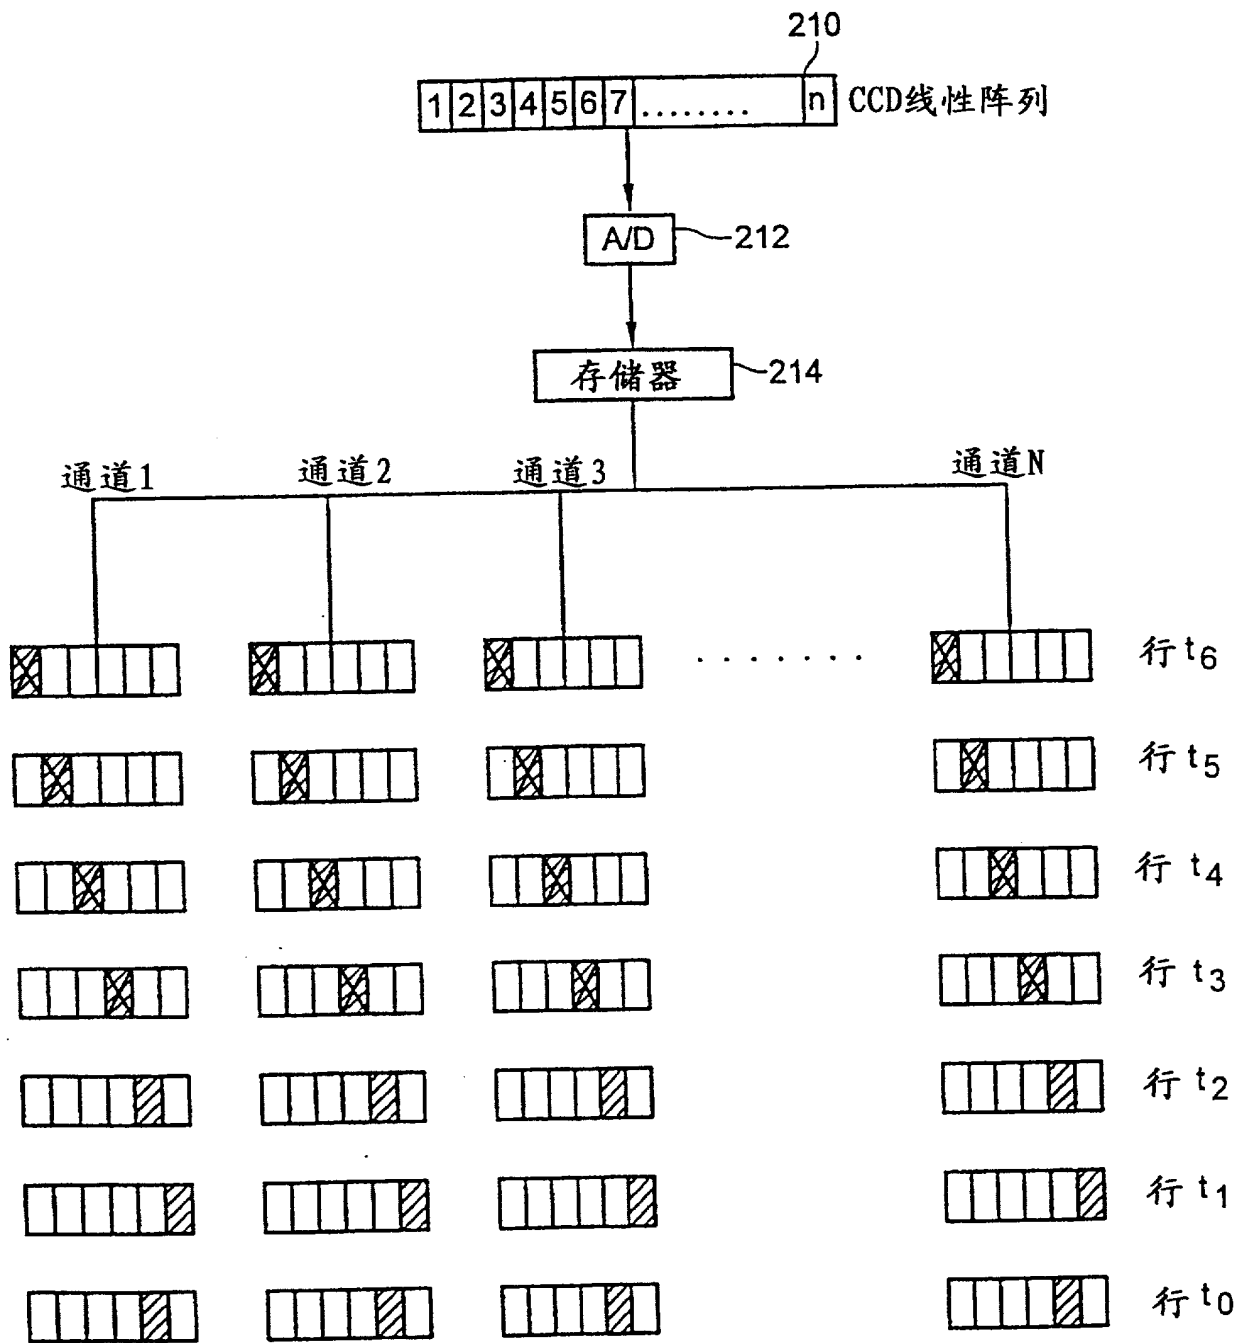 210
1 2 3 4 5 6 7 ........ n CCD线性阵列
A/D 212
存储器 214
通道1 通道2 通道3 通道N
....... 行 t6
行 t5
行 t4
行 t3
行 t2
行 t1
行 t0